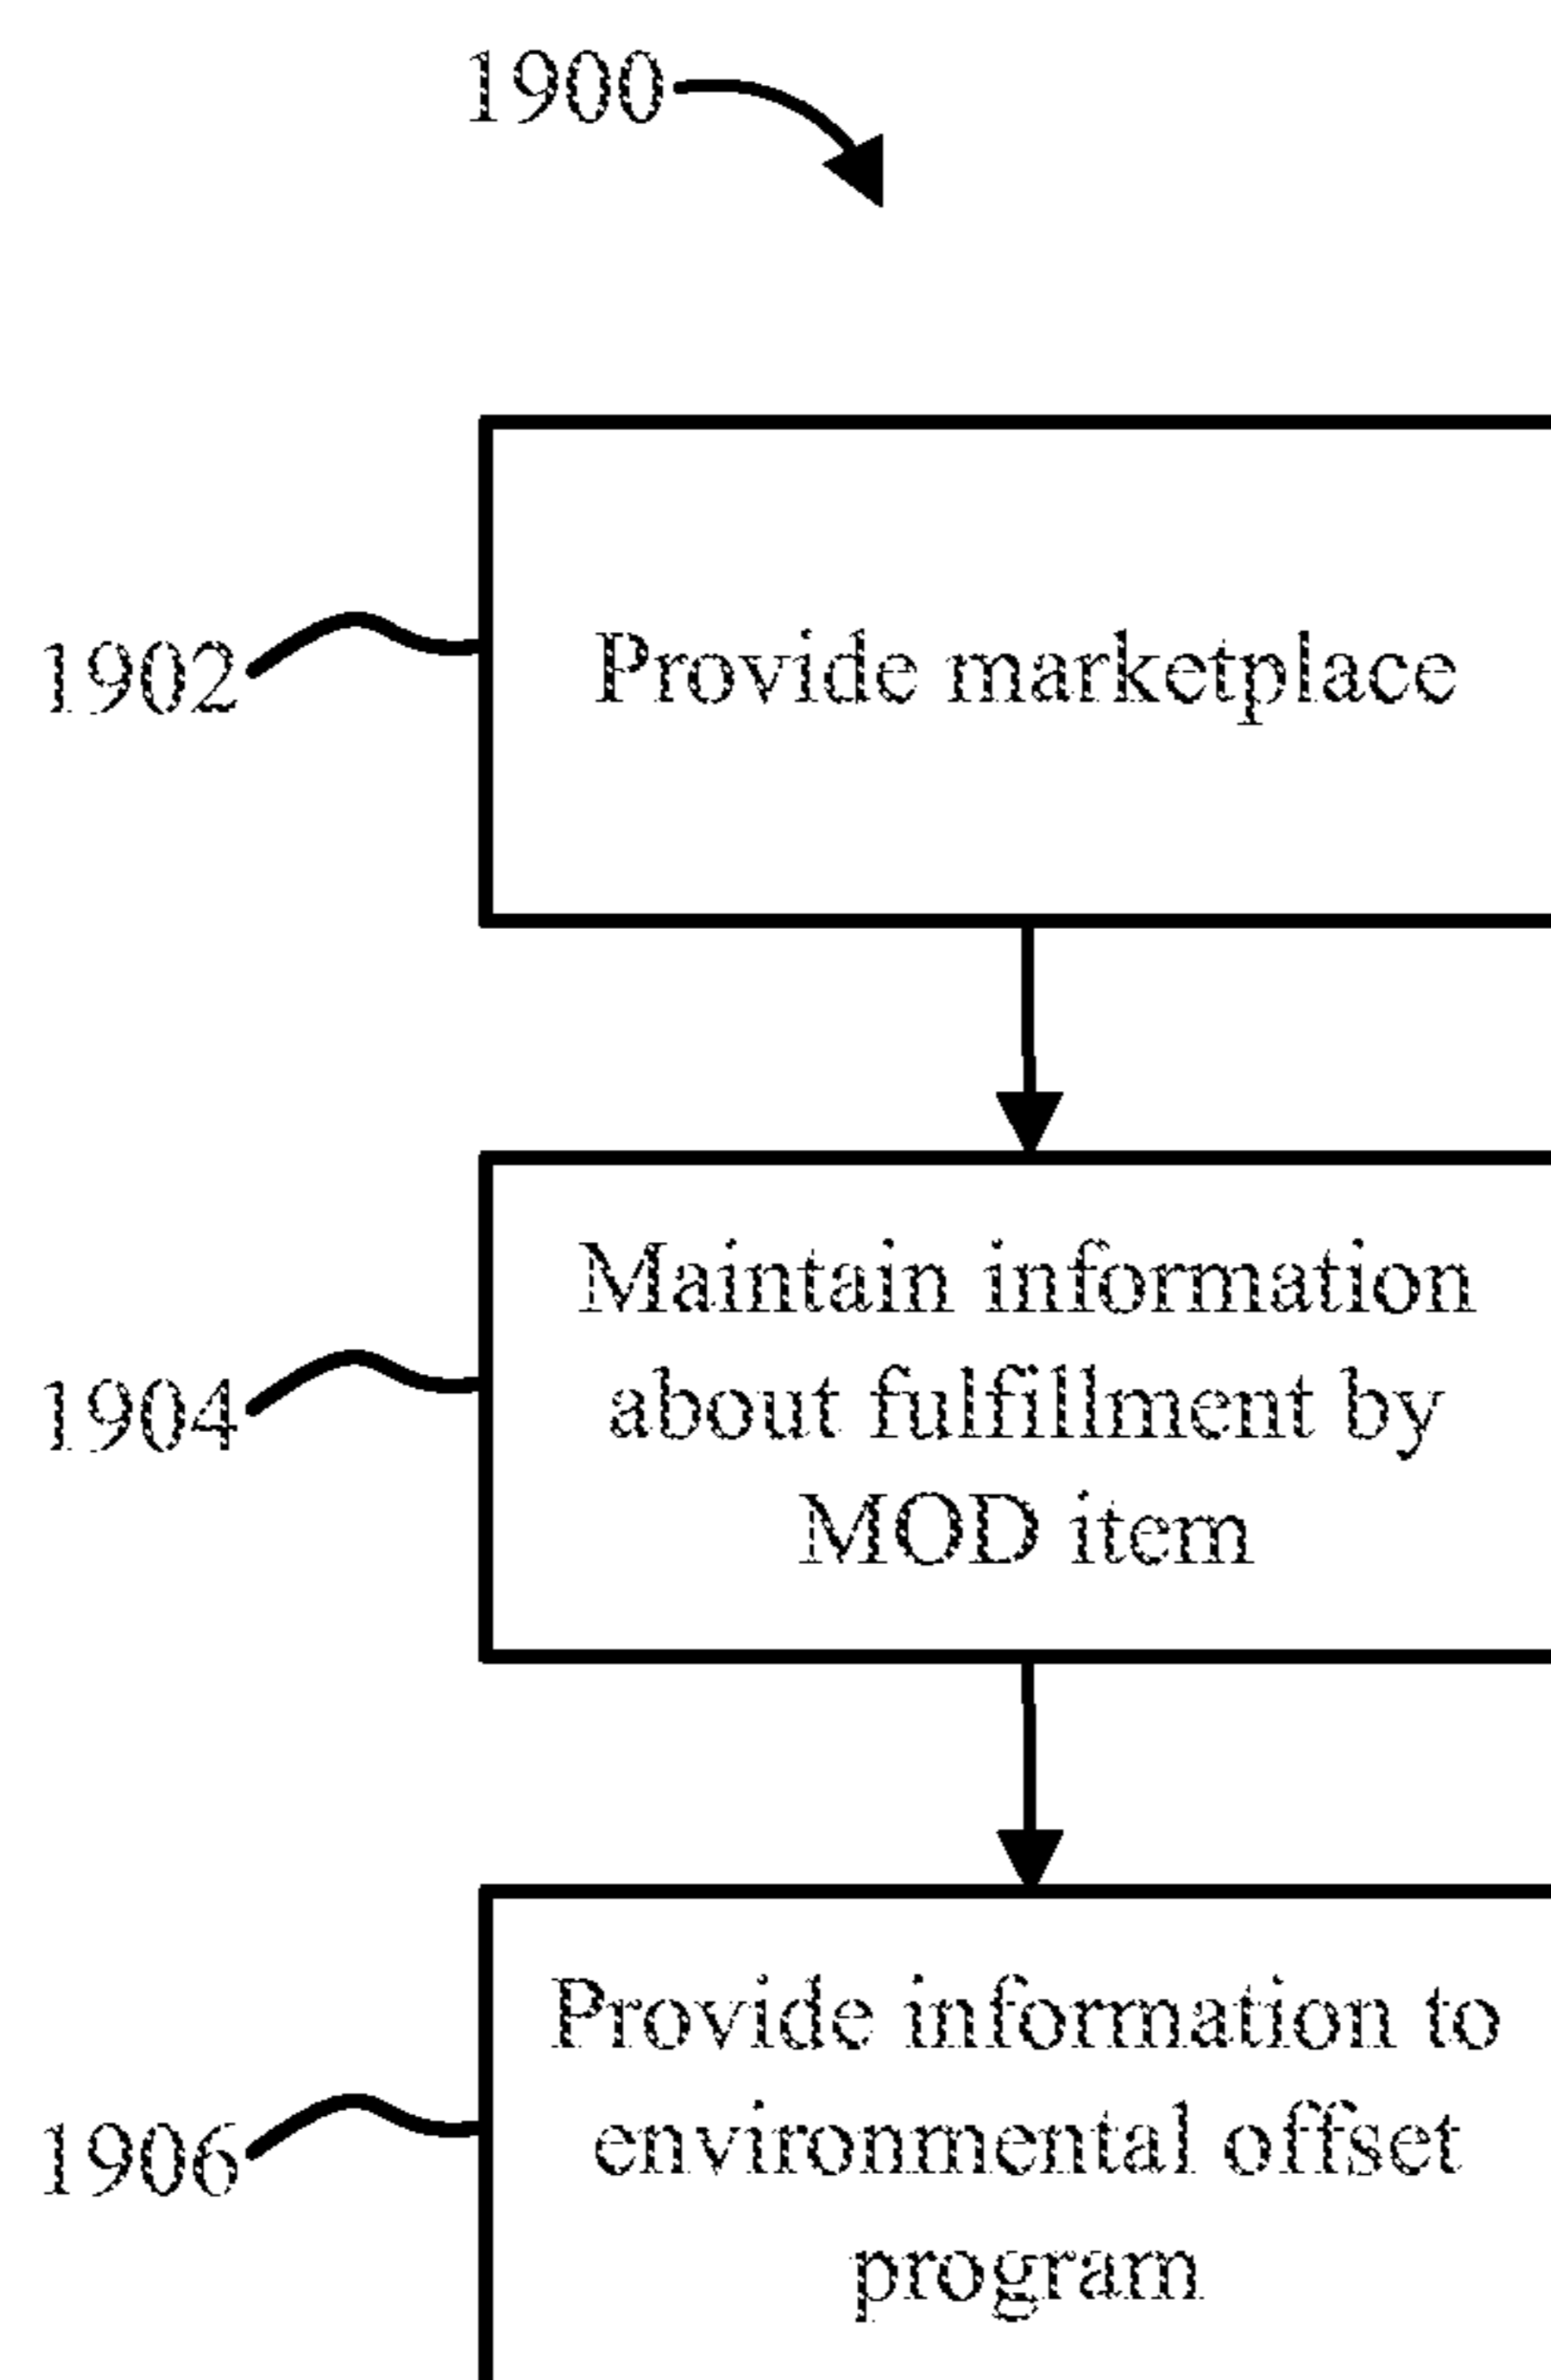 1900
1902
Provide marketplace
Maintain information
about fulfillment by
MOD item
1904
Provide information to
environmental offset
program
1906